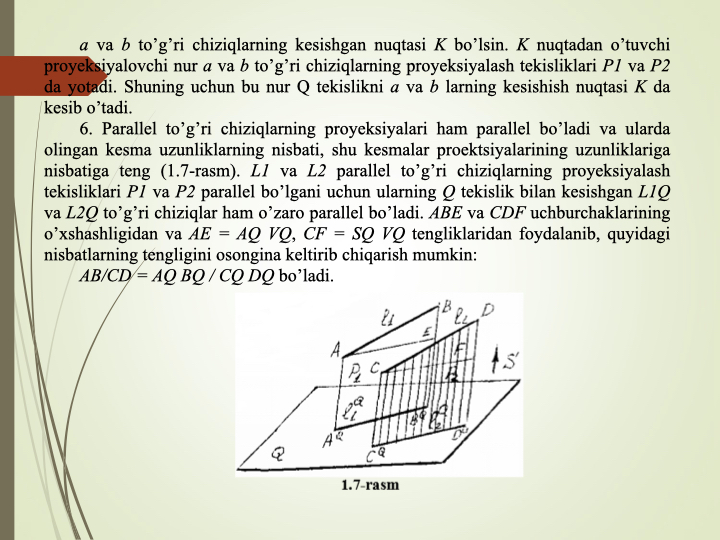 a va b to’g’ri chiziqlarning kesishgan nuqtasi K bo’lsin. K nuqtadan o’tuvchi
proyeksiyalovchi nur a va b to’g’ri chiziqlarning proyeksiyalash tekisliklari P1 va P2
da yotadi. Shuning uchun bu nur Q tekislikni a va b larning kesishish nuqtasi K da
kesib o’tadi.
6. Parallel to’g’ri chiziqlarning proyeksiyalari ham parallel bo’ladi va ularda
olingan kesma uzunliklarning nisbati, shu kesmalar proektsiyalarining uzunliklariga
nisbatiga teng (1.7-rasm). L1 va L2 parallel to’g’ri chiziqlarning proyeksiyalash
tekisliklari P1 va P2 parallel bo’lgani uchun ularning Q tekislik bilan kesishgan L1Q
va L2Q to’g’ri chiziqlar ham o’zaro parallel bo’ladi. ABE va CDF uchburchaklarining
o’xshashligidan va AE = AQ VQ, CF = SQ VQ tengliklaridan foydalanib, quyidagi
nisbatlarning tengligini osongina keltirib chiqarish mumkin:
AB/CD = AQ BQ / CQ DQ bo’ladi.
B
ℓ1
ℓ2
D
E
A
F
P1
C
P2
S'
ℓ1^Q
B^Q
ℓ2^Q
A^Q
D^Q
Q
C^Q
1.7-rasm